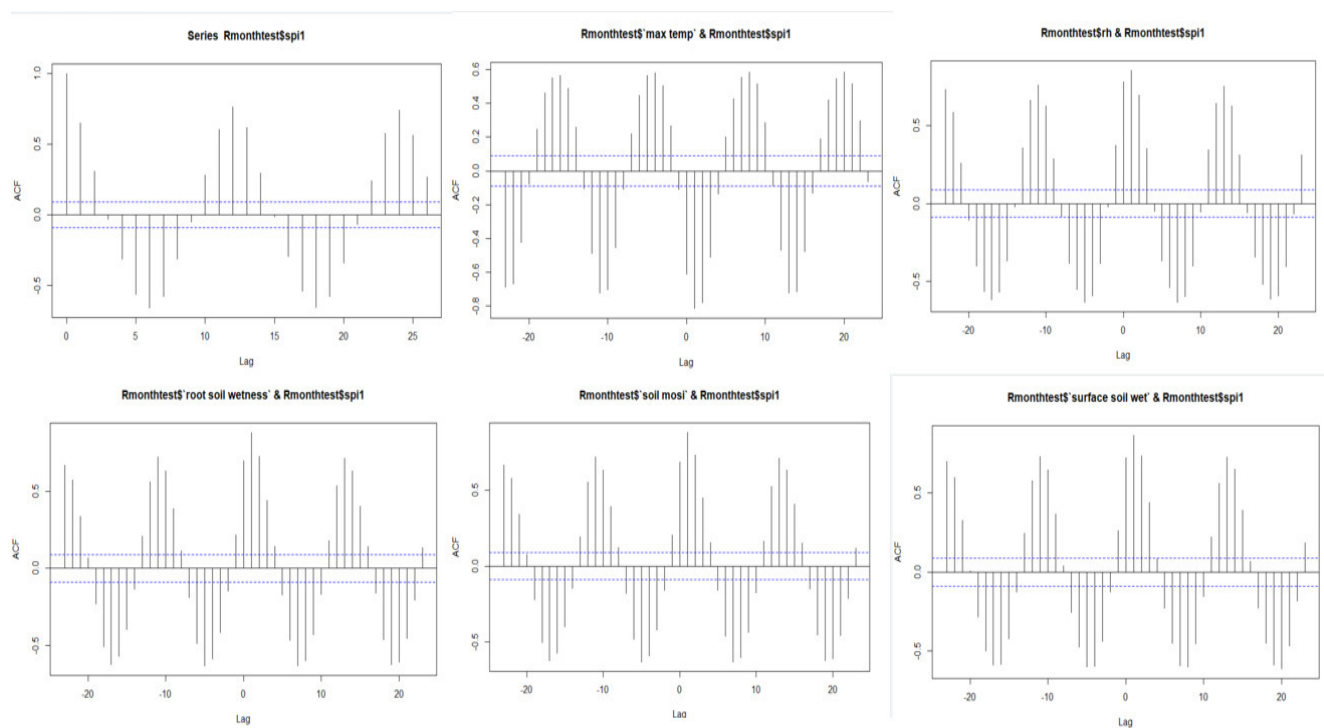 Series Rmonthtest$spi1
ACF
1.0
0.5
0.0
-0.5
0 5 10 15 20 25
Lag
Rmonthtest$`max temp` & Rmonthtest$spi1
ACF
0.6
0.4
0.2
0.0
-0.2
-0.4
-0.6
-0.8
-20 -10 0 10 20
Lag
Rmonthtest$rh & Rmonthtest$spi1
ACF
0.5
0.0
-0.5
-20 -10 0 10 20
Lag
Rmonthtest$`root soil wetness` & Rmonthtest$spi1
ACF
0.5
0.0
-0.5
-20 -10 0 10 20
Lag
Rmonthtest$`soil mosi` & Rmonthtest$spi1
ACF
0.5
0.0
-0.5
-20 -10 0 10 20
Lag
Rmonthtest$`surface soil wet` & Rmonthtest$spi1
ACF
0.5
0.0
-0.5
-20 -10 0 10 20
Lag